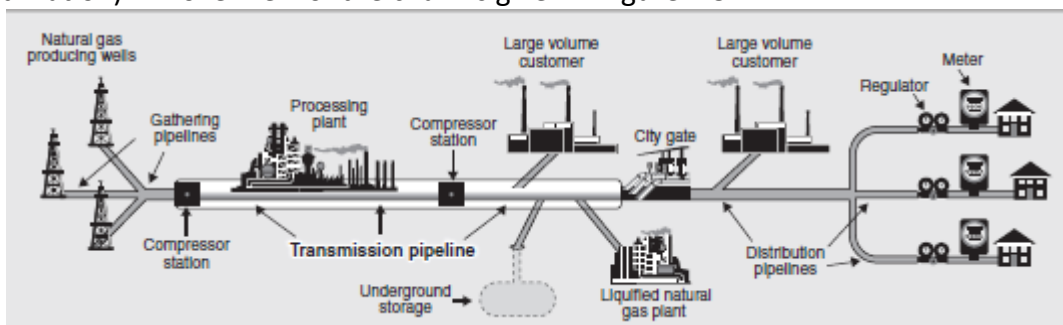 Natural gas
producing wells
Gathering
pipelines
Compressor
station
Processing
plant
Transmission pipeline
Compressor
station
Large volume
customer
Underground
storage
Liquified natural
gas plant
City gate
Large volume
customer
Distribution
pipelines
Regulator
Meter